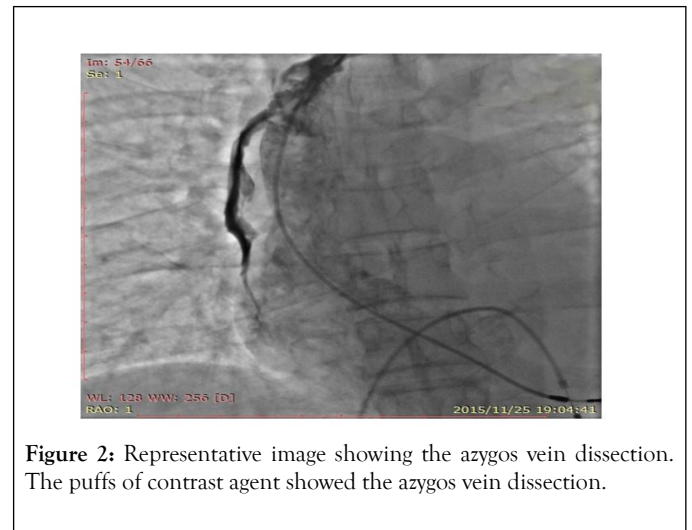 Im: 54/66
Se: 1
WL: 128 WW: 256 [D]
RAO: 1
2015/11/25 19:04:41
Figure 2: Representative image showing the azygos vein dissection.
The puffs of contrast agent showed the azygos vein dissection.